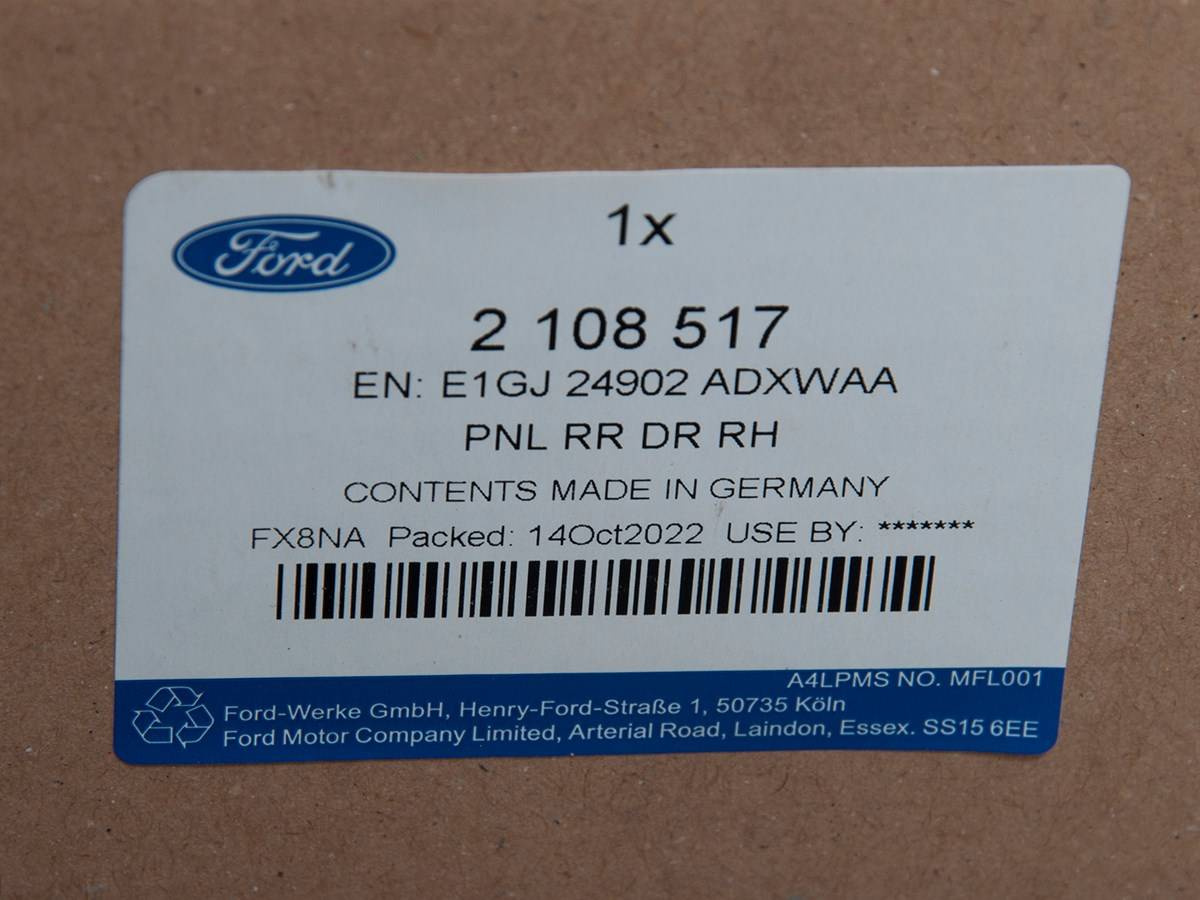 Ford
1x
2 108 517
EN: E1GJ 24902 ADXWAA
PNL RR DR RH
CONTENTS MADE IN GERMANY
FX8NA Packed: 14Oct2022 USE BY: *******
A4LPMS NO. MFL001
Ford-Werke GmbH, Henry-Ford-Straße 1, 50735 Köln
Ford Motor Company Limited, Arterial Road, Laindon, Essex. SS15 6EE